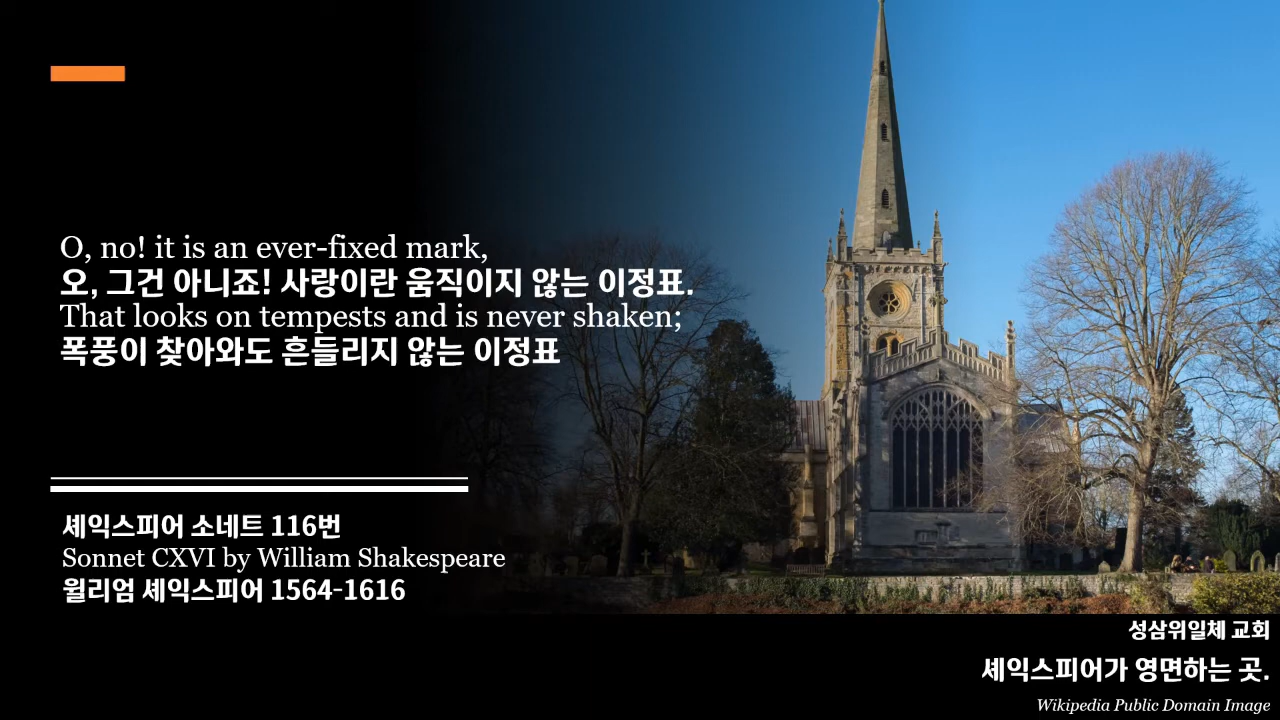 O, no! it is an ever-fixed mark,
오, 그건 아니죠! 사랑이란 움직이지 않는 이정표.
That looks on tempests and is never shaken;
폭풍이 찾아와도 흔들리지 않는 이정표
셰익스피어 소네트 116번
Sonnet CXVI by William Shakespeare
윌리엄 셰익스피어 1564-1616
성삼위일체 교회
셰익스피어가 영면하는 곳.
Wikipedia Public Domain Image